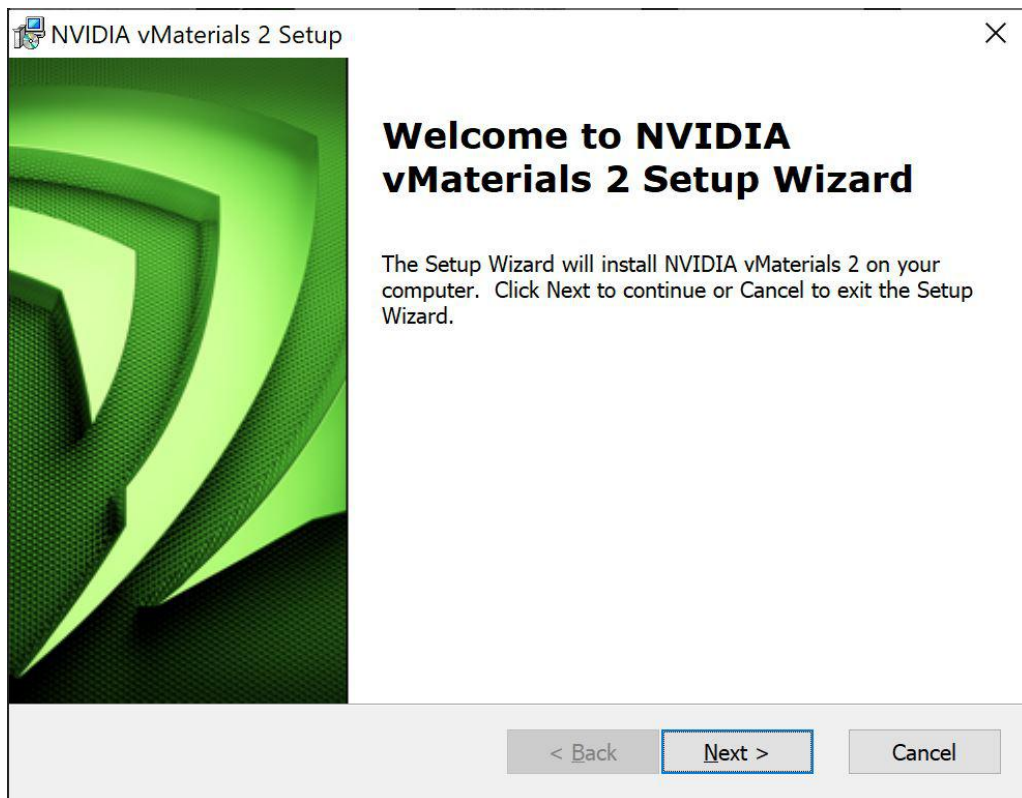 NVIDIA vMaterials 2 Setup
Welcome to NVIDIA
vMaterials 2 Setup Wizard
The Setup Wizard will install NVIDIA vMaterials 2 on your
computer.  Click Next to continue or Cancel to exit the Setup
Wizard.
< Back
Next >
Cancel